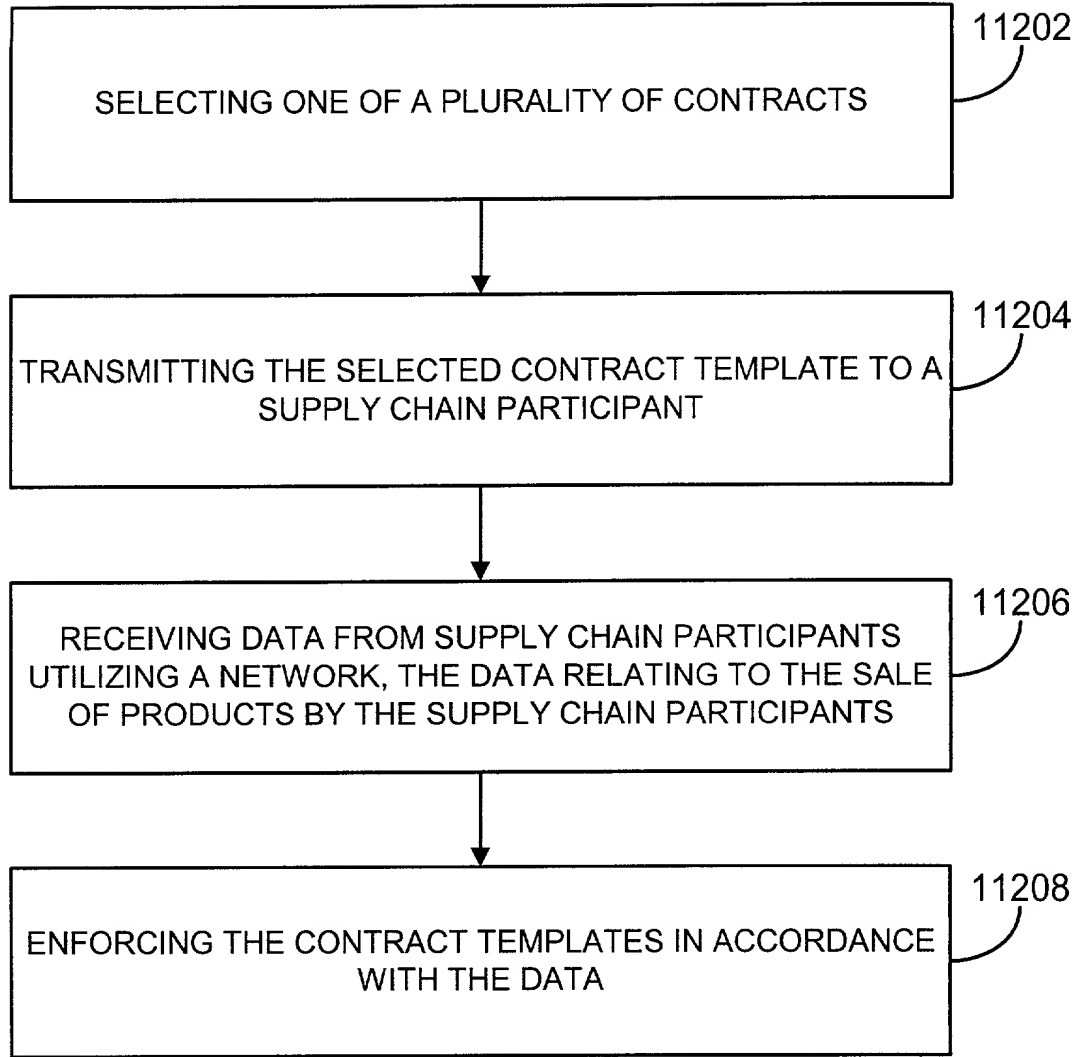 11202
SELECTING ONE OF A PLURALITY OF CONTRACTS
11204
TRANSMITTING THE SELECTED CONTRACT TEMPLATE TO A
SUPPLY CHAIN PARTICIPANT
11206
RECEIVING DATA FROM SUPPLY CHAIN PARTICIPANTS
UTILIZING A NETWORK, THE DATA RELATING TO THE SALE
OF PRODUCTS BY THE SUPPLY CHAIN PARTICIPANTS
11208
ENFORCING THE CONTRACT TEMPLATES IN ACCORDANCE
WITH THE DATA